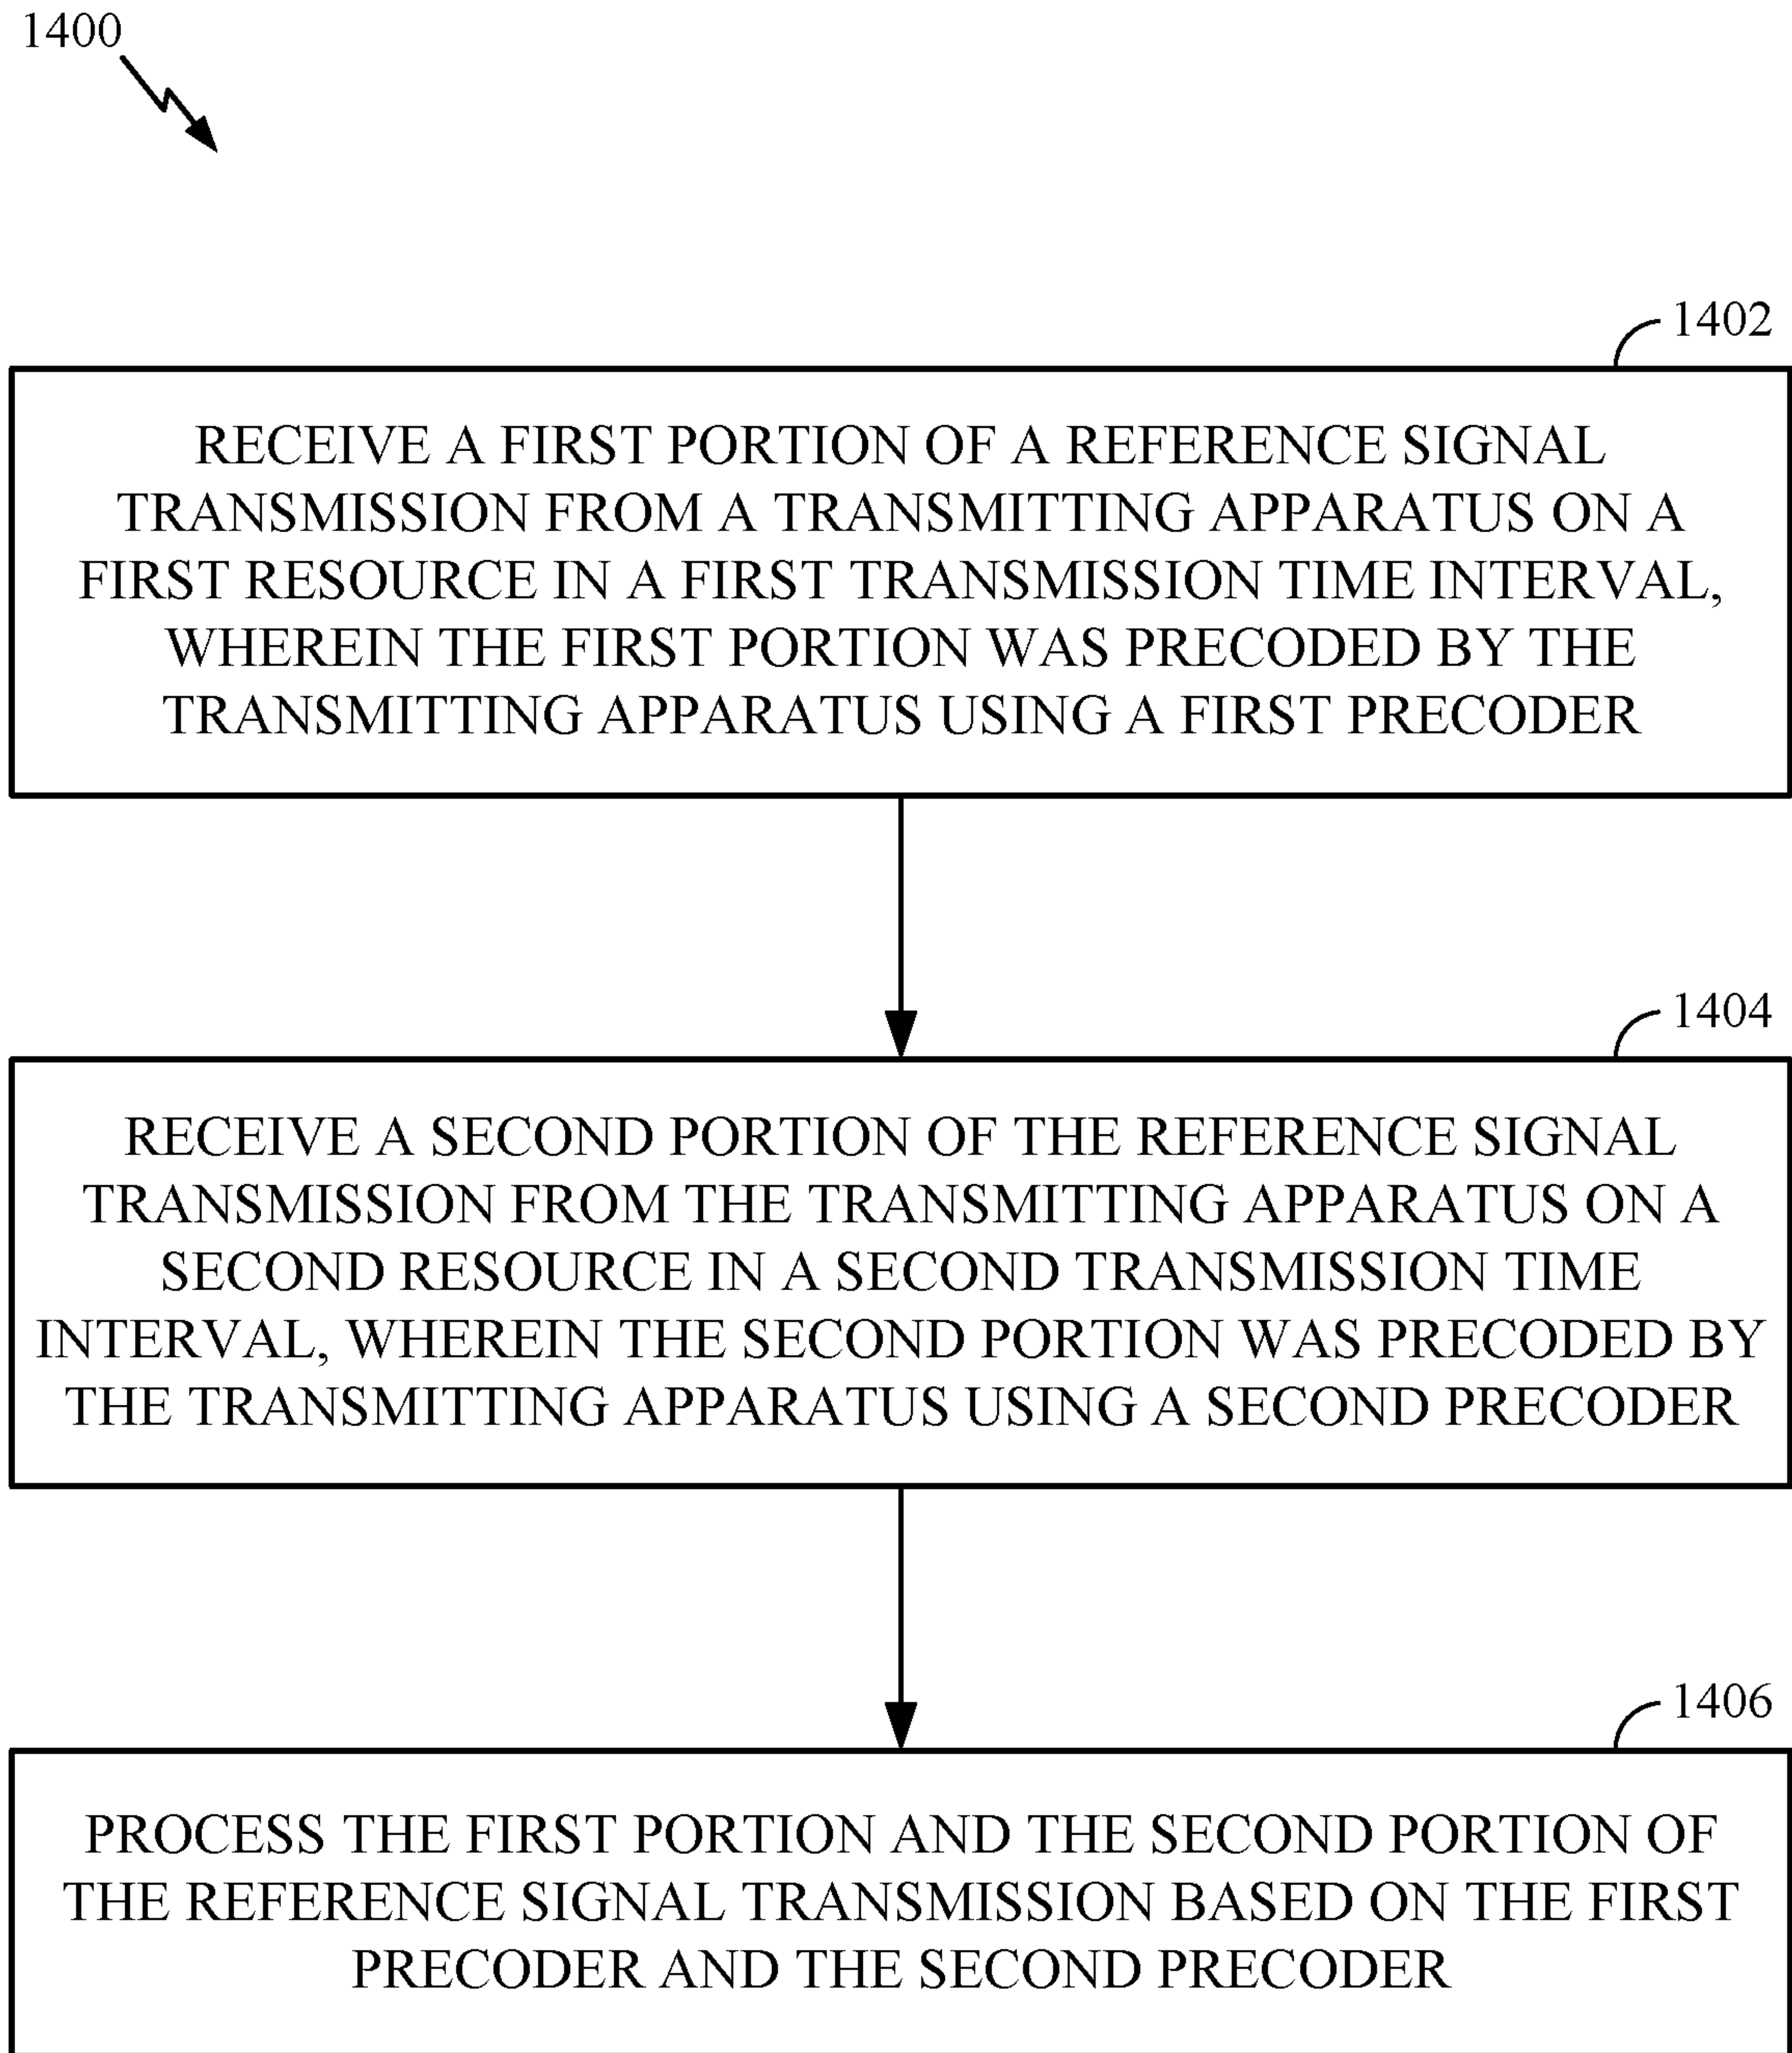 1400
1402
RECEIVE A FIRST PORTION OF A REFERENCE SIGNAL
TRANSMISSION FROM A TRANSMITTING APPARATUS ON A
FIRST RESOURCE IN A FIRST TRANSMISSION TIME INTERVAL,
WHEREIN THE FIRST PORTION WAS PRECODED BY THE
TRANSMITTING APPARATUS USING A FIRST PRECODER
1404
RECEIVE A SECOND PORTION OF THE REFERENCE SIGNAL
TRANSMISSION FROM THE TRANSMITTING APPARATUS ON A
SECOND RESOURCE IN A SECOND TRANSMISSION TIME
INTERVAL, WHEREIN THE SECOND PORTION WAS PRECODED BY
THE TRANSMITTING APPARATUS USING A SECOND PRECODER
1406
PROCESS THE FIRST PORTION AND THE SECOND PORTION OF
THE REFERENCE SIGNAL TRANSMISSION BASED ON THE FIRST
PRECODER AND THE SECOND PRECODER